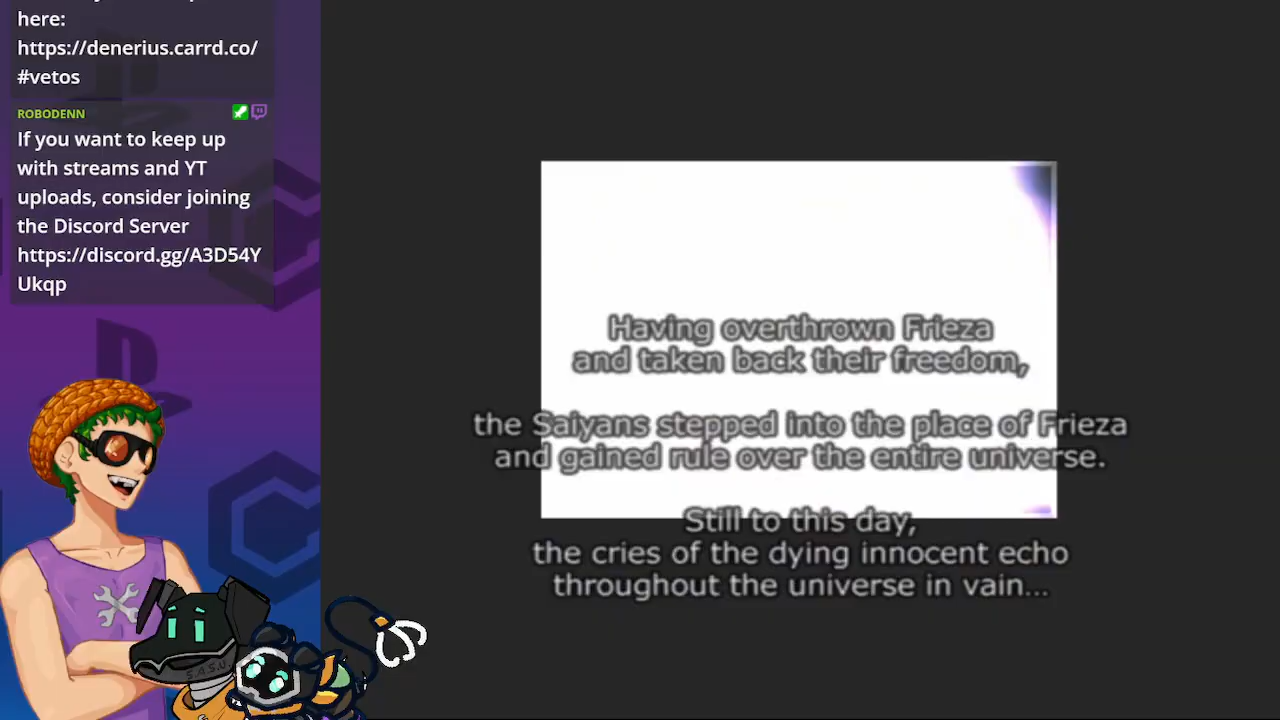 here:
https://denerius.carrd.co/
#vetos
ROBODENN
If you want to keep up
with streams and YT
uploads, consider joining
the Discord Server
https://discord.gg/A3D54Y
Ukqp
Having overthrown Frieza
and taken back their freedom,
the Saiyans stepped into the place of Frieza
and gained rule over the entire universe.
Still to this day,
the cries of the dying innocent echo
throughout the universe in vain...
S.A.S.U.